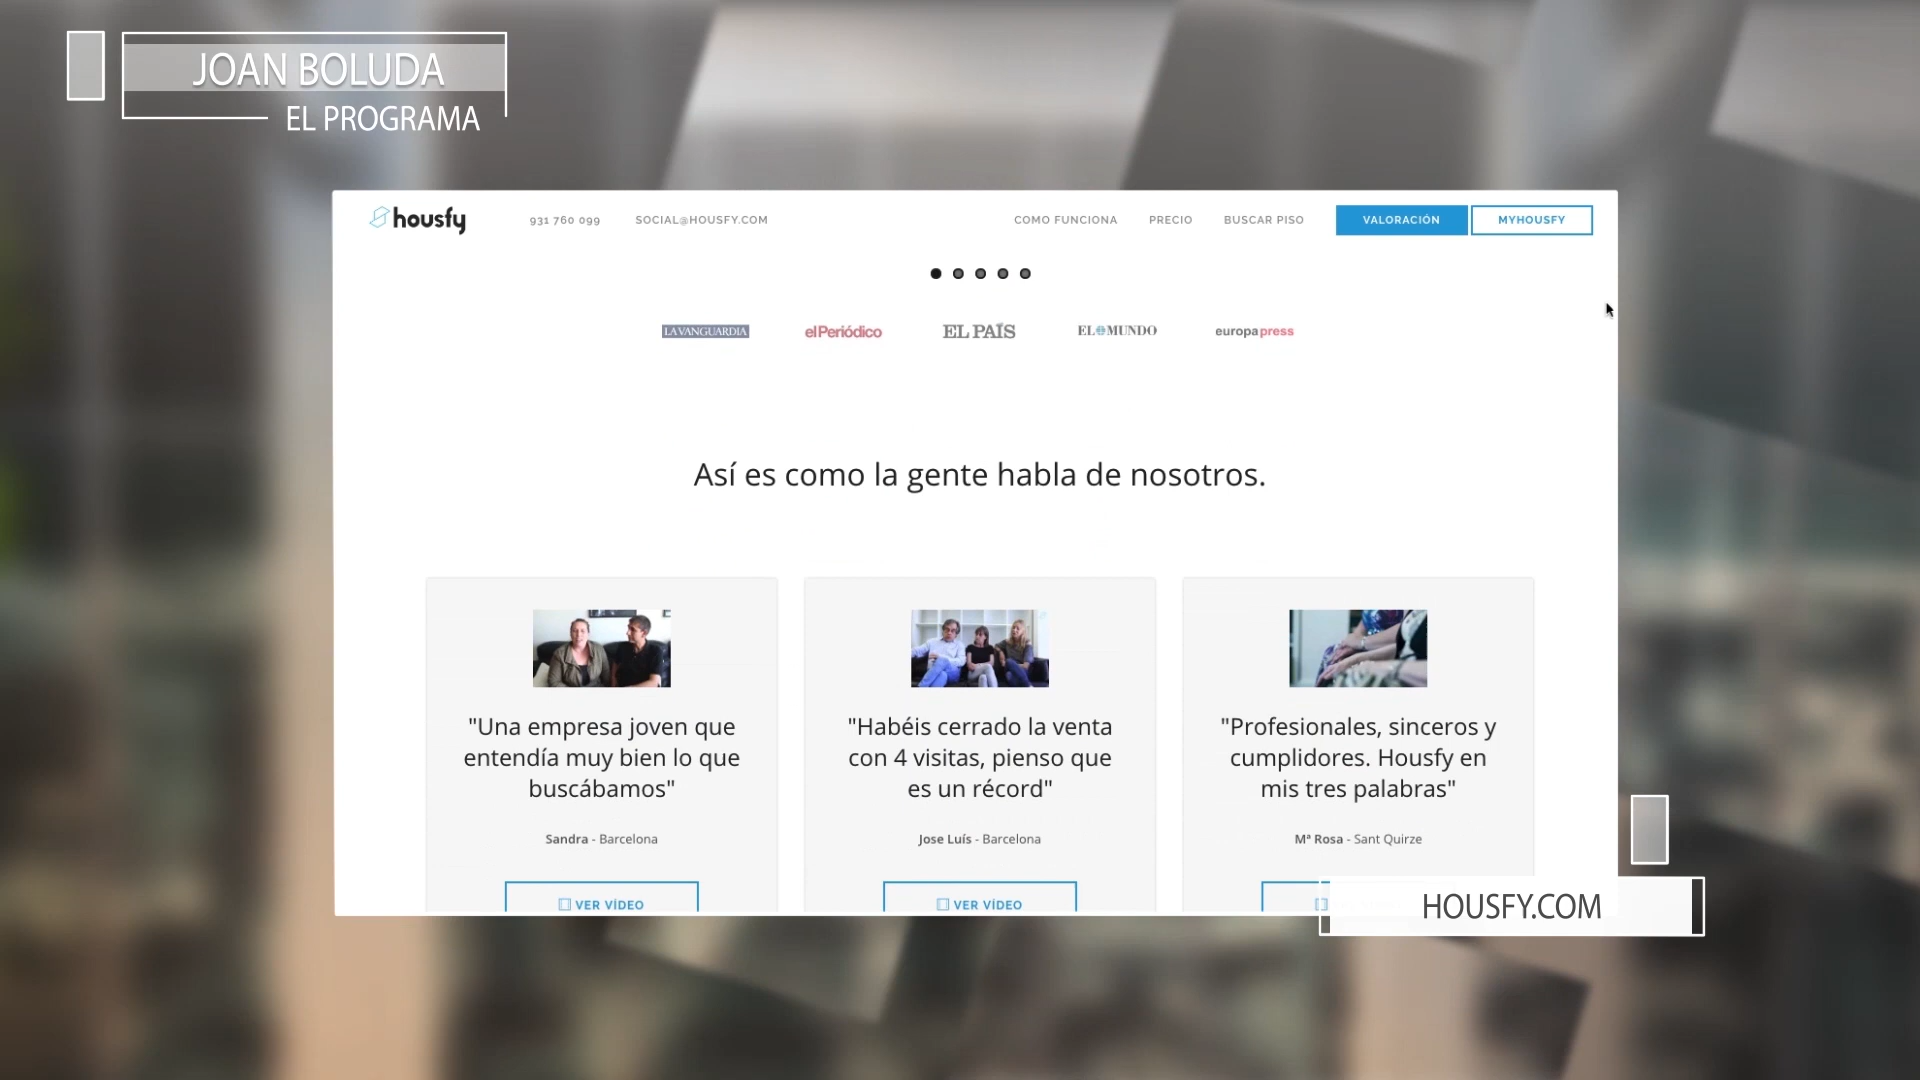 JOAN BOLUDA
EL PROGRAMA
housfy
931 760 099
SOCIAL@HOUSFY.COM
COMO FUNCIONA
PRECIO
BUSCAR PISO
VALORACIÓN
MYHOUSFY
LA VANGUARDIA
elPeriódico
EL PAÍS
EL MUNDO
europa press
Así es como la gente habla de nosotros.
"Una empresa joven que
entendía muy bien lo que
buscábamos"
Sandra - Barcelona
VER VÍDEO
"Habéis cerrado la venta
con 4 visitas, pienso que
es un récord"
Jose Luís - Barcelona
VER VÍDEO
"Profesionales, sinceros y
cumplidores. Housfy en
mis tres palabras"
Mª Rosa - Sant Quirze
HOUSFY.COM